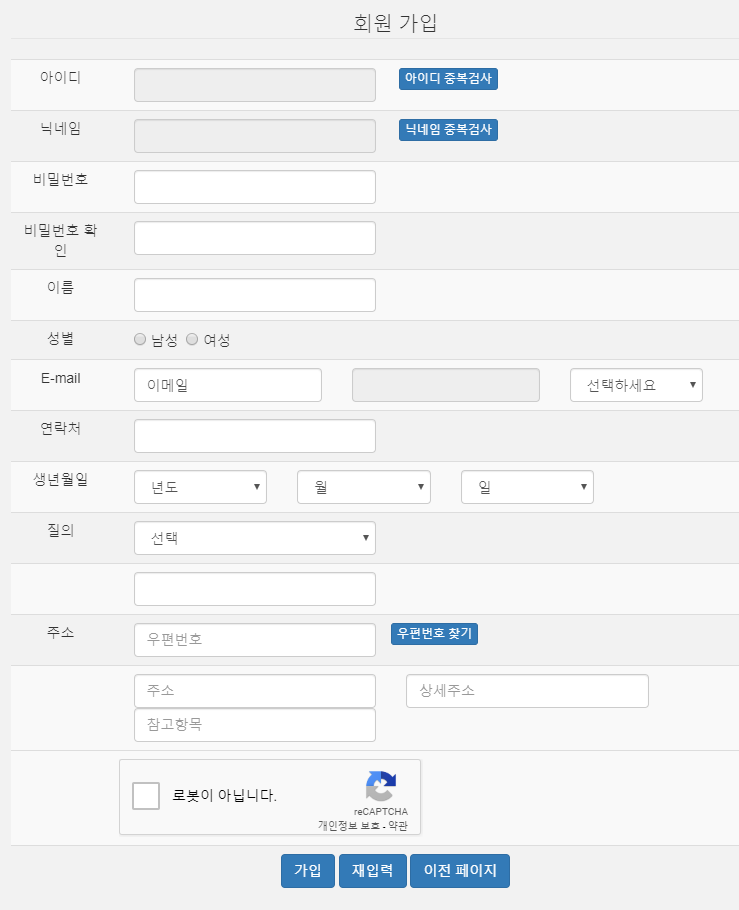 회원 가입
아이디 아이디 중복검사
닉네임 닉네임 중복검사
비밀번호
비밀번호 확
인
이름
성별 남성 여성
E-mail 이메일 선택하세요
연락처
생년월일 년도 월 일
질의 선택
주소 우편번호 우편번호 찾기
주소 상세주소
참고항목
로봇이 아닙니다.
reCAPTCHA
개인정보 보호 - 약관
가입 재입력 이전 페이지